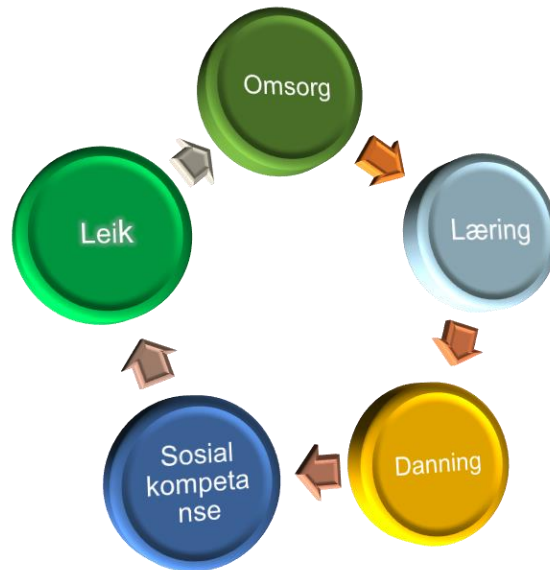 Omsorg
Læring
Danning
Sosial
kompeta
nse
Leik